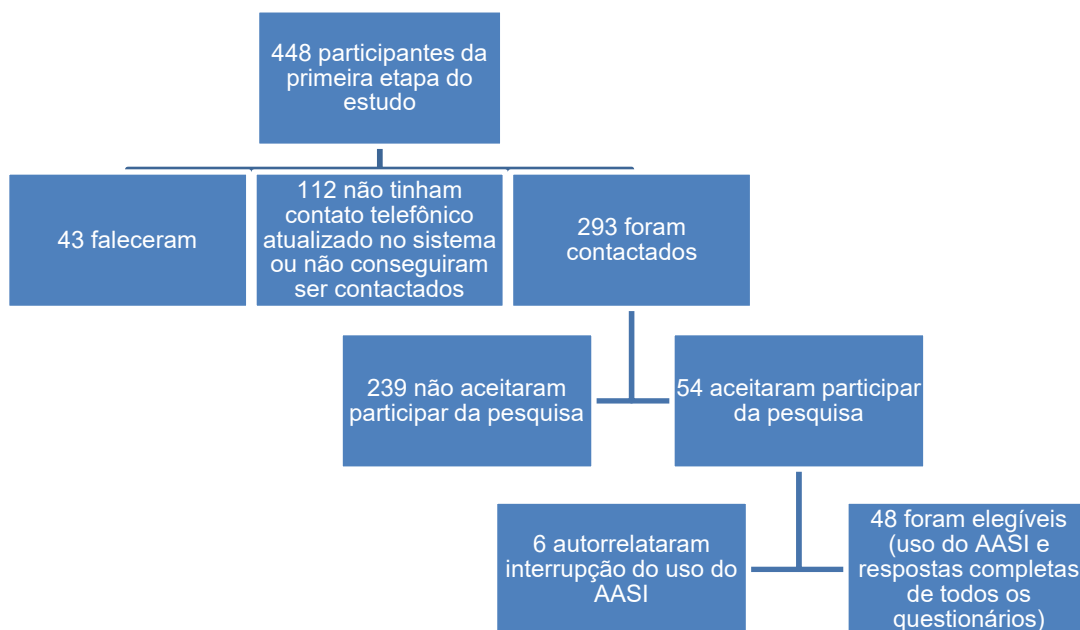 448 participantes da
primeira etapa do
estudo
43 faleceram
112 não tinham
contato telefônico
atualizado no sistema
ou não conseguiram
ser contactados
293 foram
contactados
239 não aceitaram
participar da pesquisa
54 aceitaram participar
da pesquisa
6 autorrelataram
interrupção do uso do
AASI
48 foram elegíveis
(uso do AASI e
respostas completas
de todos os
questionários)